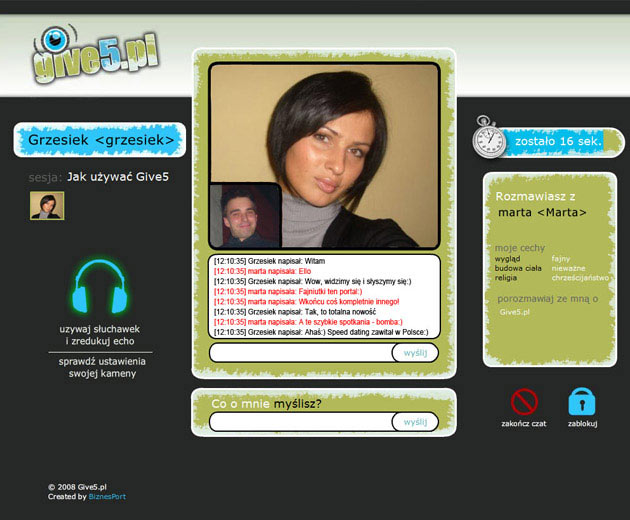 give5.pl
Grzesiek <grzesiek>
sesja: Jak używać Give5
uzywaj słuchawek
i zredukuj echo
sprawdź ustawienia
swojej kameny
[12:10:35] Grzesiek napisał: Witam
[12:10:35] marta napisała: Ello
[12:10:35] Grzesiek napisał: Wow, widzimy się i słyszymy się:)
[12:10:35] marta napisała: Fajniutki ten portal:)
[12:10:35] marta napisała: Wkońcu coś kompletnie innego!
[12:10:35] Grzesiek napisał: Tak, to totalna nowość
[12:10:35] marta napisała: A te szybkie spotkania - bomba:)
[12:10:35] Grzesiek napisał: Ahaś:) Speed dating zawitał w Polsce:)
wyślij
Co o mnie myślisz?
wyślij
zostało 16 sek.
Rozmawiasz z
marta <Marta>
moje cechy
wygląd fajny
budowa ciała nieważne
religia chrześcijaństwo
porozmawiaj ze mną o
Give5.pl
zakończ czat
zablokuj
© 2008 Give5.pl
Created by BiznesPort